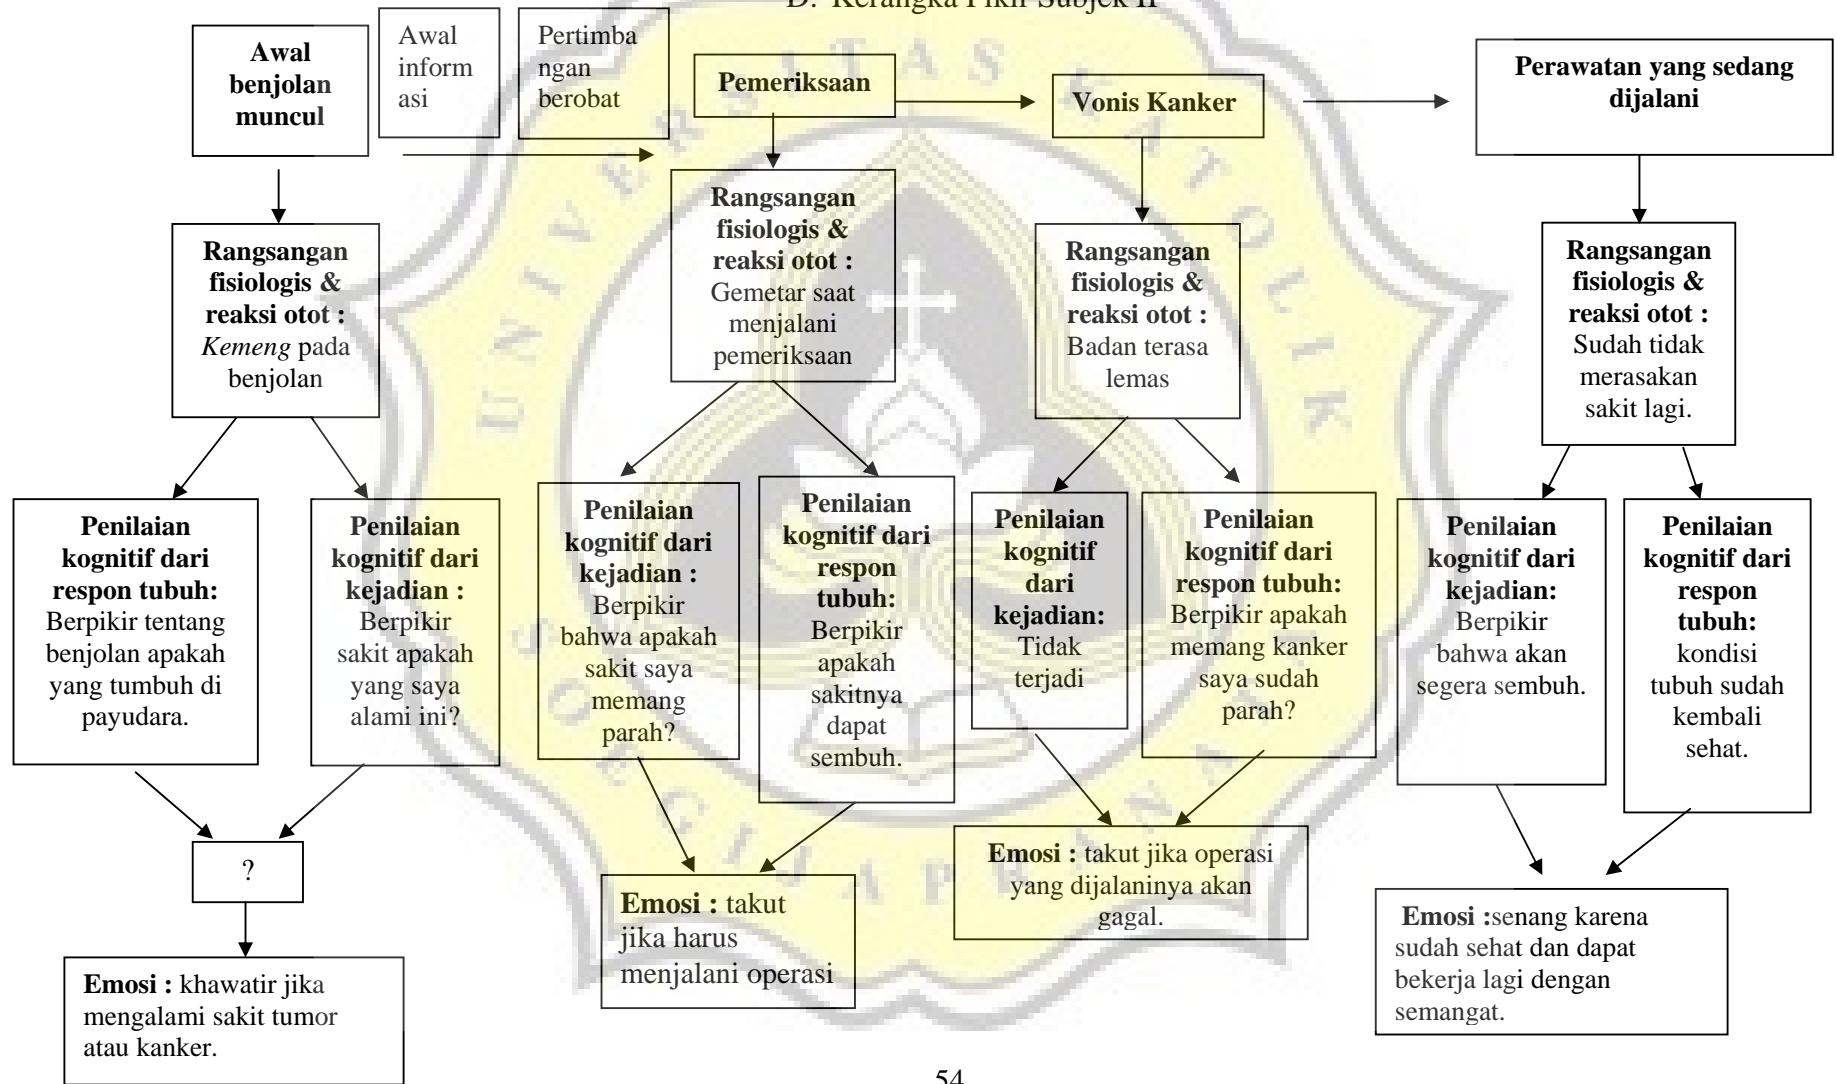 D. Kerangka Pikir Subjek II
Awal
benjolan
muncul
Awal
inform
asi
Pertimba
ngan
berobat
Pemeriksaan
Vonis Kanker
Perawatan yang sedang
dijalani
Rangsangan
fisiologis &
reaksi otot :
Kemeng pada
benjolan
Rangsangan
fisiologis &
reaksi otot :
Gemetar saat
menjalani
pemeriksaan
Rangsangan
fisiologis &
reaksi otot :
Badan terasa
lemas
Rangsangan
fisiologis &
reaksi otot :
Sudah tidak
merasakan
sakit lagi.
Penilaian
kognitif dari
respon tubuh:
Berpikir tentang
benjolan apakah
yang tumbuh di
payudara.
Penilaian
kognitif dari
kejadian :
Berpikir
sakit apakah
yang saya
alami ini?
Penilaian
kognitif dari
kejadian :
Berpikir
bahwa apakah
sakit saya
memang
parah?
Penilaian
kognitif dari
respon
tubuh:
Berpikir
apakah
sakitnya
dapat
sembuh.
Penilaian
kognitif
dari
kejadian:
Tidak
terjadi
Penilaian
kognitif dari
respon tubuh:
Berpikir apakah
memang kanker
saya sudah
parah?
Penilaian
kognitif dari
kejadian:
Berpikir
bahwa akan
segera sembuh.
Penilaian
kognitif dari
respon
tubuh:
kondisi
tubuh sudah
kembali
sehat.
?
Emosi : khawatir jika
mengalami sakit tumor
atau kanker.
Emosi : takut
jika harus
menjalani operasi
Emosi : takut jika operasi
yang dijalaninya akan
gagal.
Emosi :senang karena
sudah sehat dan dapat
bekerja lagi dengan
semangat.
UNIVERSITAS KATOLIK
SOEGIJAPRANATA
54